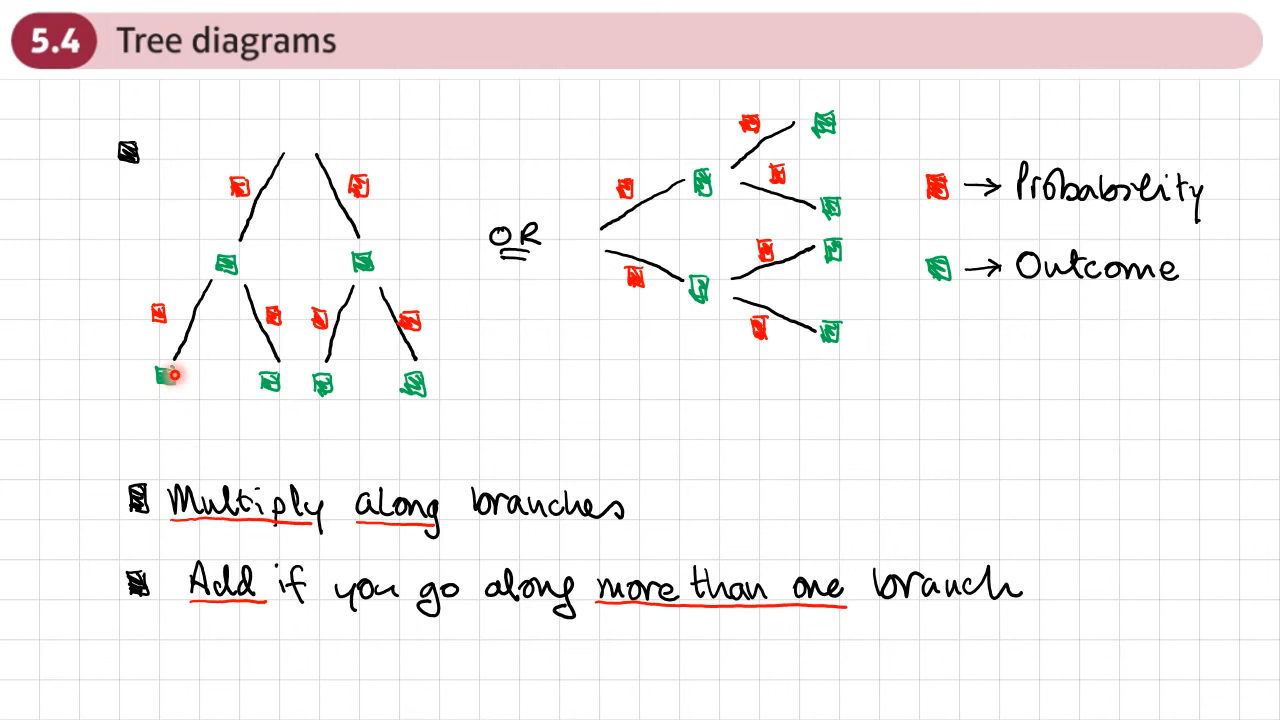 5.4 Tree diagrams
OR
→ Probability
→ Outcome
Multiply along branches
Add if you go along more than one branch